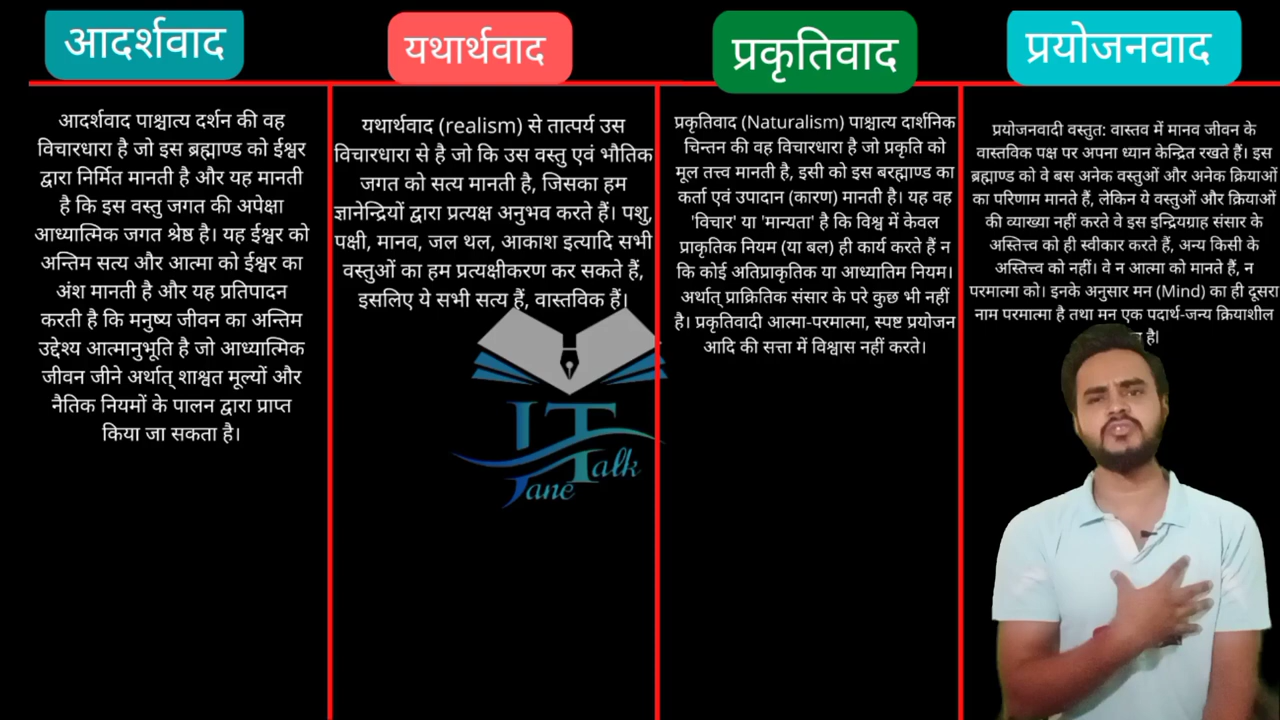 आदर्शवाद
आदर्शवाद पाश्चात्य दर्शन की वह
विचारधारा है जो इस ब्रह्माण्ड को ईश्वर
द्वारा निर्मित मानती है और यह मानती
है कि इस वस्तु जगत की अपेक्षा
आध्यात्मिक जगत श्रेष्ठ है। यह ईश्वर को
अन्तिम सत्य और आत्मा को ईश्वर का
अंश मानती है और यह प्रतिपादन
करती है कि मनुष्य जीवन का अन्तिम
उद्देश्य आत्मानुभूति है जो आध्यात्मिक
जीवन जीने अर्थात् शाश्वत मूल्यों और
नैतिक नियमों के पालन द्वारा प्राप्त
किया जा सकता है।
यथार्थवाद
यथार्थवाद (realism) से तात्पर्य उस
विचारधारा से है जो कि उस वस्तु एवं भौतिक
जगत को सत्य मानती है, जिसका हम
ज्ञानेन्द्रियों द्वारा प्रत्यक्ष अनुभव करते हैं। पशु,
पक्षी, मानव, जल थल, आकाश इत्यादि सभी
वस्तुओं का हम प्रत्यक्षीकरण कर सकते हैं,
इसलिए ये सभी सत्य हैं, वास्तविक हैं।
IT
Talk
Jane
प्रकृतिवाद
प्रकृतिवाद (Naturalism) पाश्चात्य दार्शनिक
चिन्तन की वह विचारधारा है जो प्रकृति को
मूल तत्त्व मानती है, इसी को इस बरह्माण्ड का
कर्ता एवं उपादान (कारण) मानती है। यह वह
'विचार' या 'मान्यता' है कि विश्व में केवल
प्राकृतिक नियम (या बल) ही कार्य करते हैं न
कि कोई अतिप्राकृतिक या आध्यातिम नियम।
अर्थात् प्राक्रितिक संसार के परे कुछ भी नहीं
है। प्रकृतिवादी आत्मा-परमात्मा, स्पष्ट प्रयोजन
आदि की सत्ता में विश्वास नहीं करते।
प्रयोजनवाद
प्रयोजनवादी वस्तुत: वास्तव में मानव जीवन के
वास्तविक पक्ष पर अपना ध्यान केन्द्रित रखते हैं। इस
ब्रह्माण्ड को वे बस अनेक वस्तुओं और अनेक क्रियाओं
का परिणाम मानते हैं, लेकिन ये वस्तुओं और क्रियाओं
की व्याख्या नहीं करते वे इस इन्द्रियग्राह संसार के
अस्तित्त्व को ही स्वीकार करते हैं, अन्य किसी के
अस्तित्त्व को नहीं। वे न आत्मा को मानते हैं, न
परमात्मा को। इनके अनुसार मन (Mind) का ही दूसरा
नाम परमात्मा है तथा मन एक पदार्थ-जन्य क्रियाशील
है।